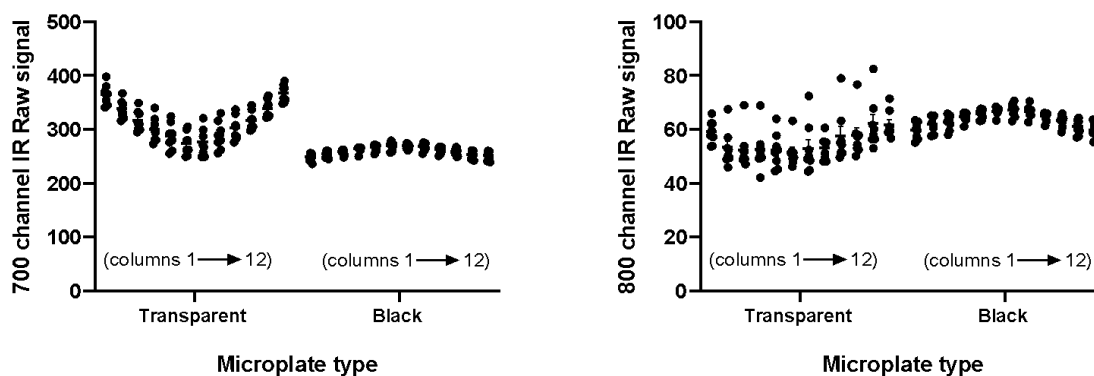 700 channel IR Raw signal
500
400
300
200
100
0
(columns 1 12)
(columns 1 12)
Transparent
Black
Microplate type
800 channel IR Raw signal
100
80
60
40
20
0
(columns 1 12)
(columns 1 12)
Transparent
Black
Microplate type